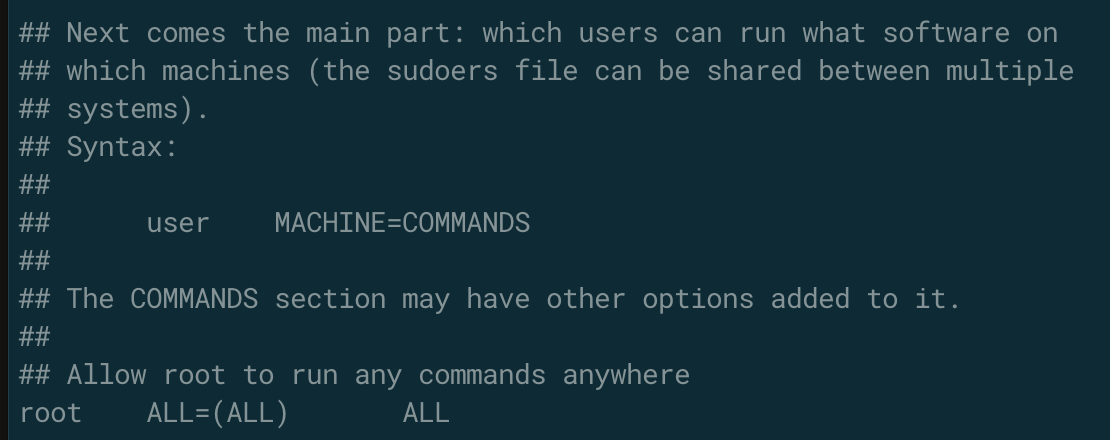 ## Next comes the main part: which users can run what software on
## which machines (the sudoers file can be shared between multiple
## systems).
## Syntax:
##
##      user    MACHINE=COMMANDS
##
## The COMMANDS section may have other options added to it.
##
## Allow root to run any commands anywhere
root    ALL=(ALL)       ALL